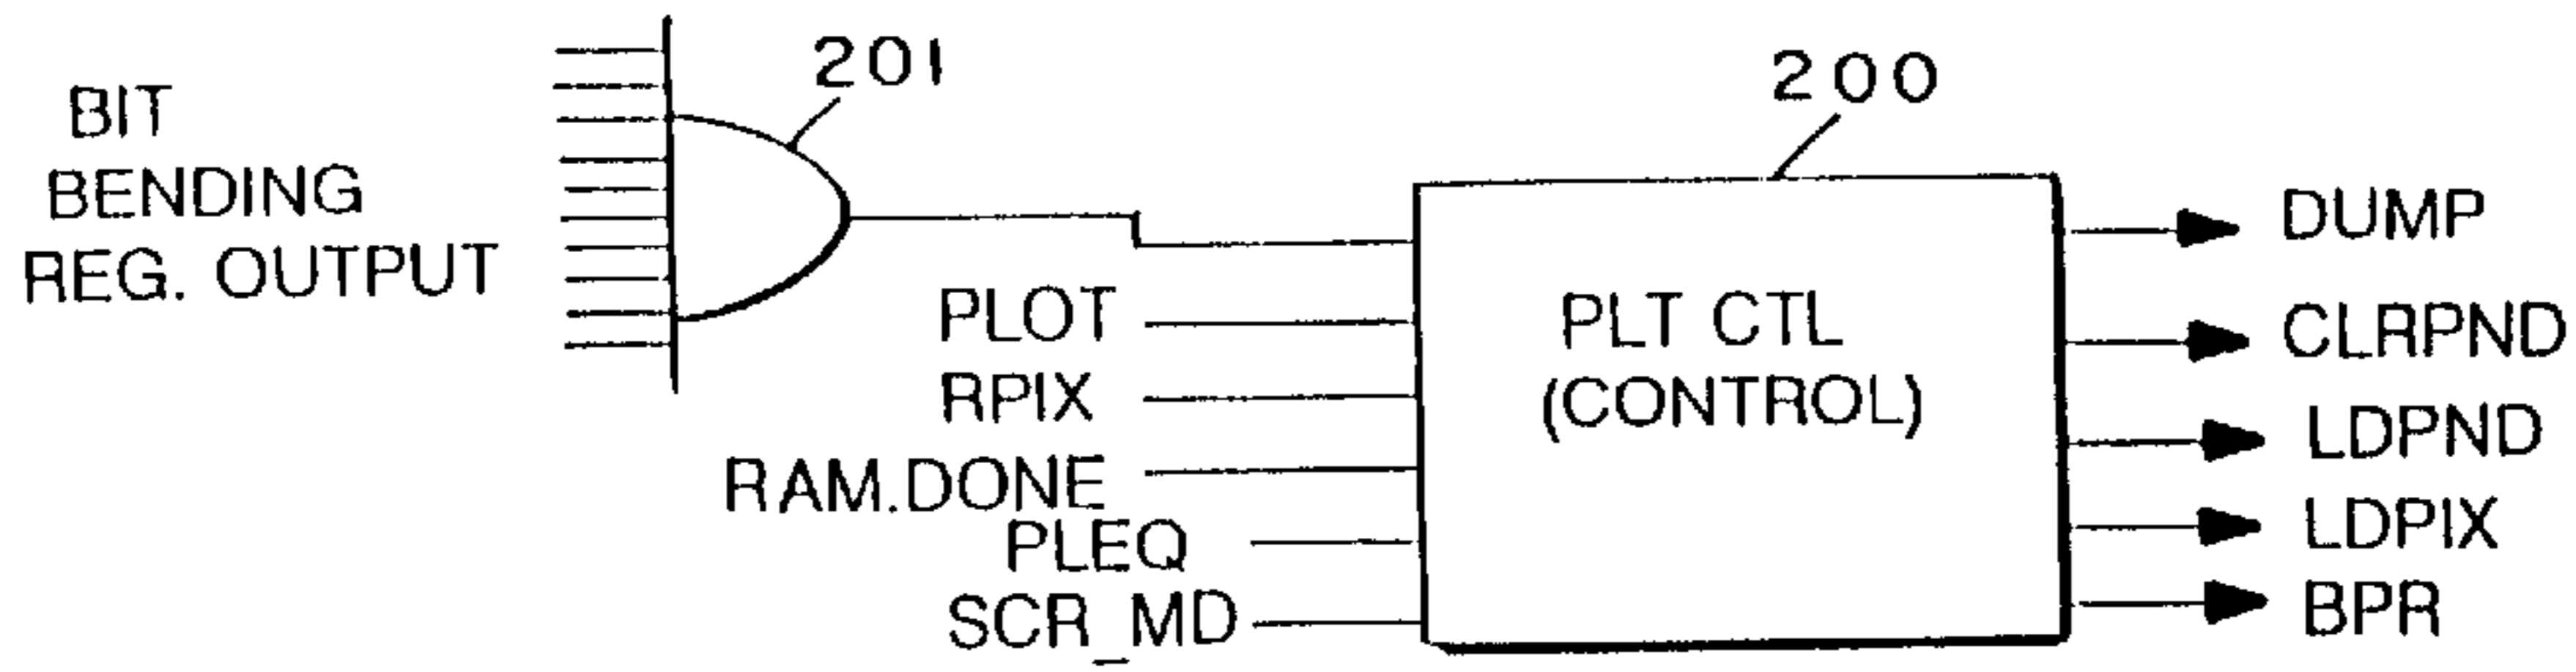 201
200
BIT
BENDING
REG. OUTPUT
PLOT
RPIX
RAM.DONE
PLEQ
SCR_MD
PLT CTL
(CONTROL)
DUMP
CLRPND
LDPND
LDPIX
BPR